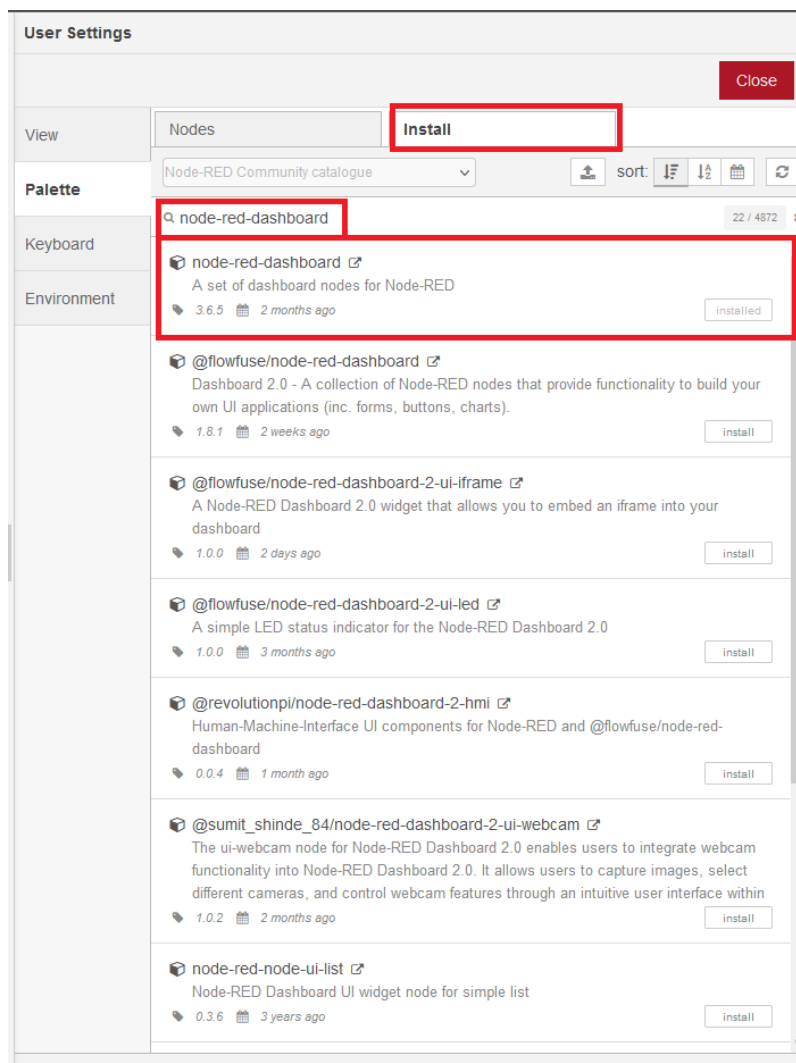 User Settings
Close
View
Palette
Keyboard
Environment
Nodes
Install
Node-RED Community catalogue
sort:
node-red-dashboard
22 / 4872
node-red-dashboard
A set of dashboard nodes for Node-RED
3.6.5 2 months ago
installed
@flowfuse/node-red-dashboard
Dashboard 2.0 - A collection of Node-RED nodes that provide functionality to build your
own UI applications (inc. forms, buttons, charts).
1.8.1 2 weeks ago
install
@flowfuse/node-red-dashboard-2-ui-iframe
A Node-RED Dashboard 2.0 widget that allows you to embed an iframe into your
dashboard
1.0.0 2 days ago
install
@flowfuse/node-red-dashboard-2-ui-led
A simple LED status indicator for the Node-RED Dashboard 2.0
1.0.0 3 months ago
install
@revolutionpi/node-red-dashboard-2-hmi
Human-Machine-Interface UI components for Node-RED and @flowfuse/node-red-
dashboard
0.0.4 1 month ago
install
@sumit_shinde_84/node-red-dashboard-2-ui-webcam
The ui-webcam node for Node-RED Dashboard 2.0 enables users to integrate webcam
functionality into Node-RED Dashboard 2.0. It allows users to capture images, select
different cameras, and control webcam features through an intuitive user interface within
1.0.2 2 months ago
install
node-red-node-ui-list
Node-RED Dashboard UI widget node for simple list
0.3.6 3 years ago
install